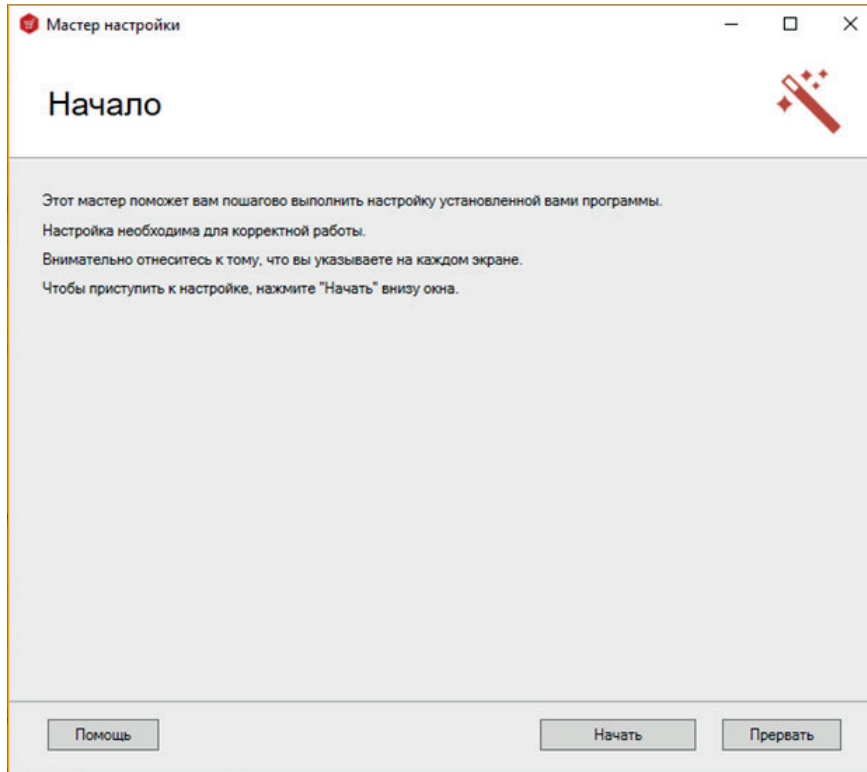 Мастер настройки
Начало
Этот мастер поможет вам пошагово выполнить настройку установленной вами программы.
Настройка необходима для корректной работы.
Внимательно отнеситесь к тому, что вы указываете на каждом экране.
Чтобы приступить к настройке, нажмите "Начать" внизу окна.
Помощь Начать Прервать